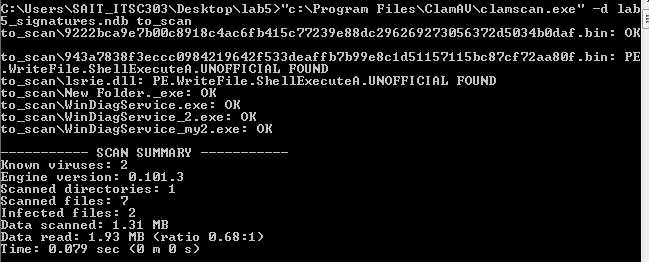 C:\Users\SAIT_ITSC303\Desktop\lab5>"c:\Program Files\ClamAV\clamscan.exe" -d lab
5_signatures.ndb to_scan
to_scan\9222bca9e7b00c8918c4ac6fb415c77239e88dc296269273056372d5034b0daf.bin: OK
to_scan\943a7838f3eccc0984219642f533deaffb7b99e8c1d51157115bc87cf72aa80f.bin: PE
.WriteFile.ShellExecuteA.UNOFFICIAL FOUND
to_scan\lsrie.dll: PE.WriteFile.ShellExecuteA.UNOFFICIAL FOUND
to_scan\New Folder._exe: OK
to_scan\WinDiagService.exe: OK
to_scan\WinDiagService_2.exe: OK
to_scan\WinDiagService_my2.exe: OK
----------- SCAN SUMMARY -----------
Known viruses: 2
Engine version: 0.101.3
Scanned directories: 1
Scanned files: 7
Infected files: 2
Data scanned: 1.31 MB
Data read: 1.93 MB (ratio 0.68:1)
Time: 0.079 sec (0 m 0 s)